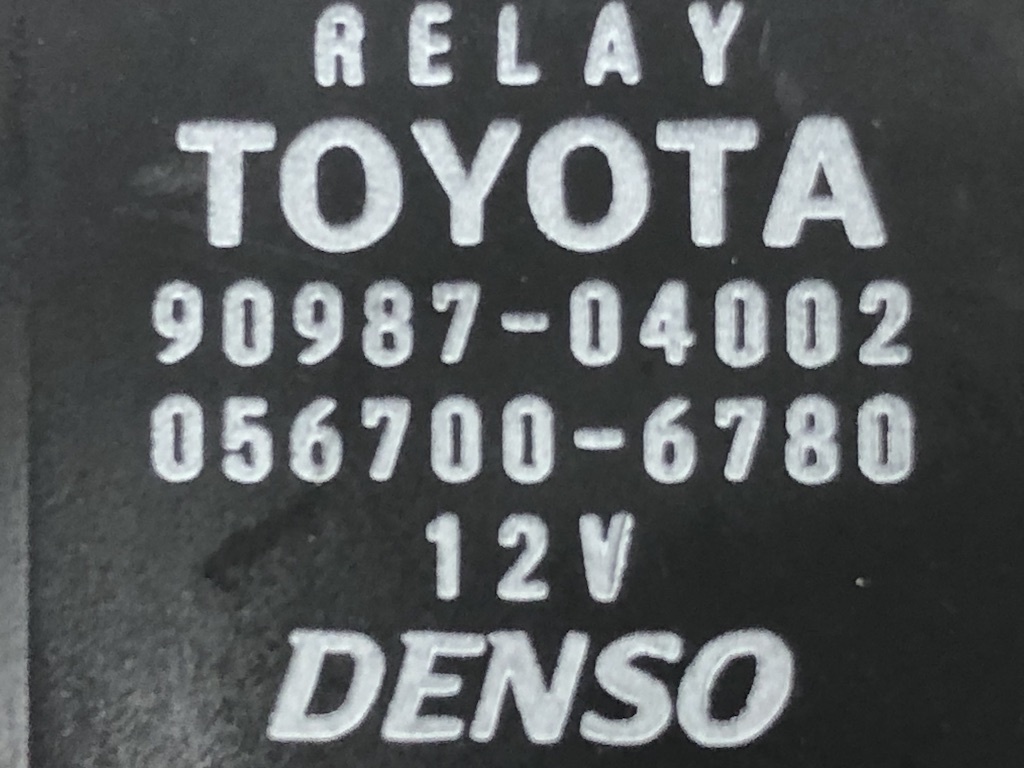 RELAY
TOYOTA
90987-04002
056700-6780
12V
DENSO